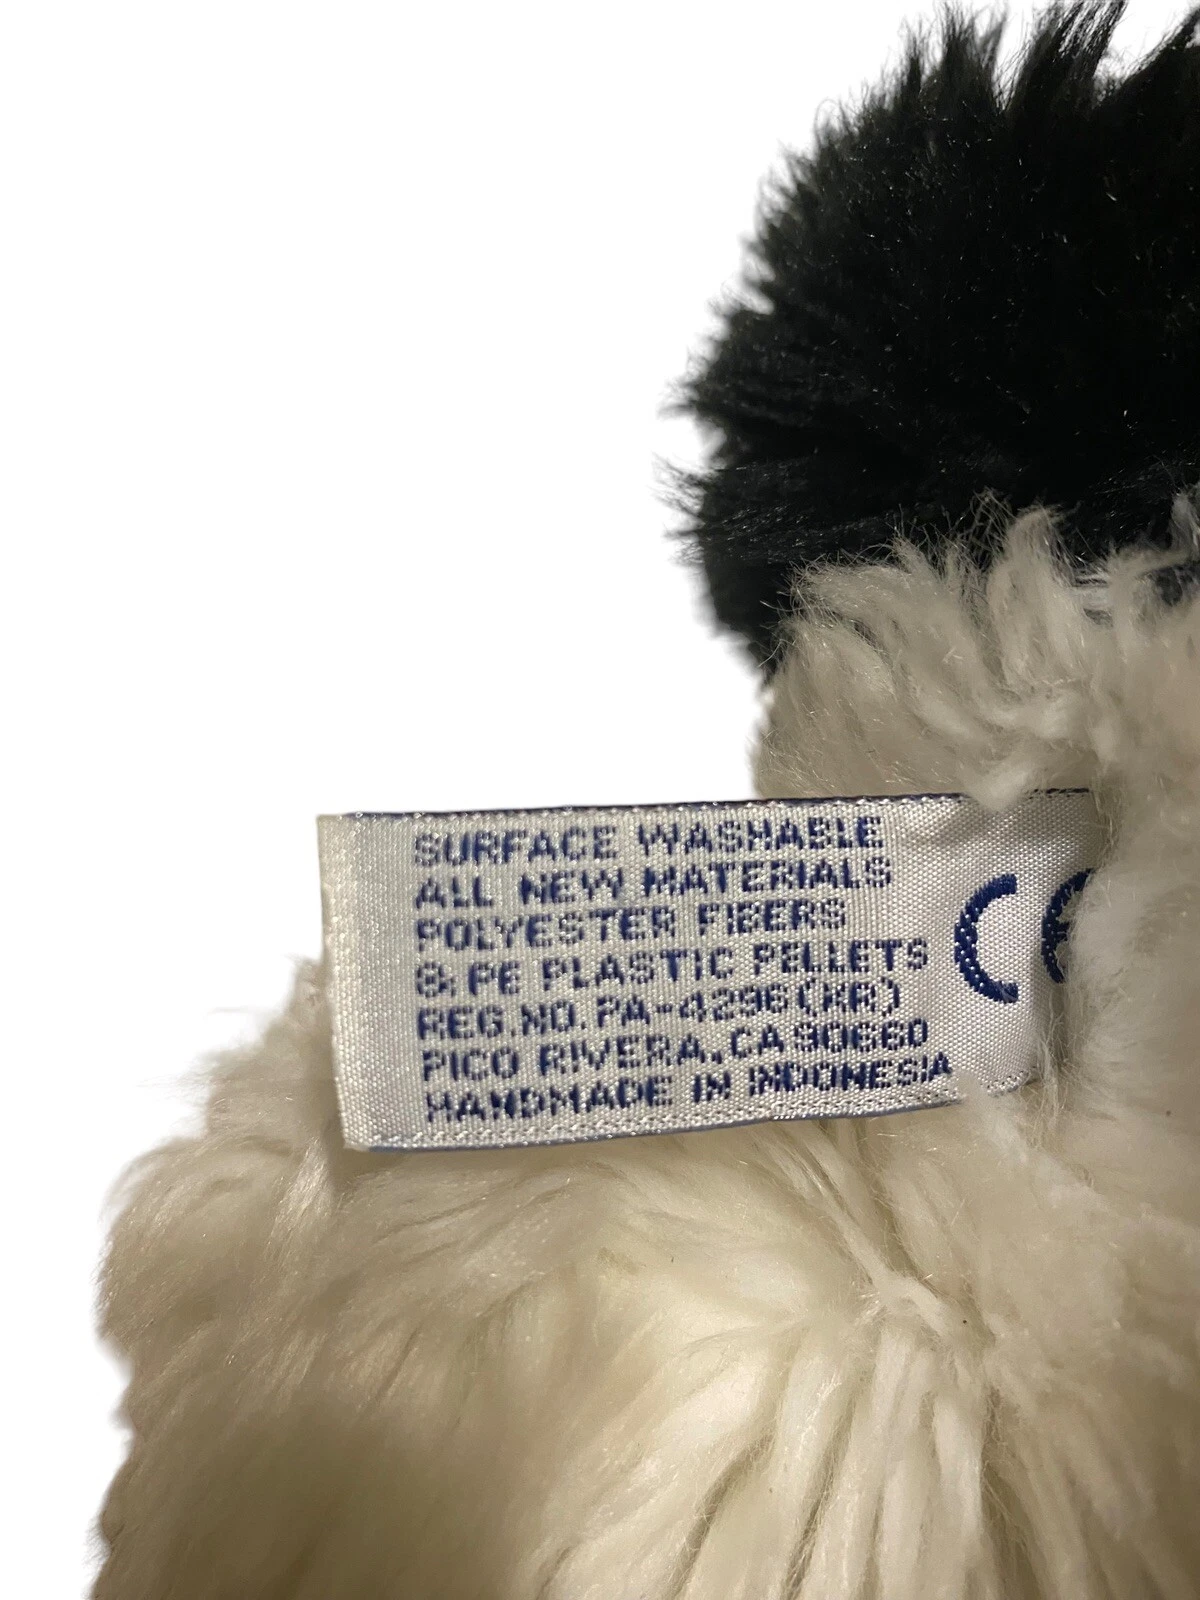 SURFACE WASHABLE
ALL NEW MATERIALS
POLYESTER FIBERS
& PE PLASTIC PELLETS
REG.NO. PA-4296(KR)
PICO RIVERA, CA 90660
HANDMADE IN INDONESIA
CE